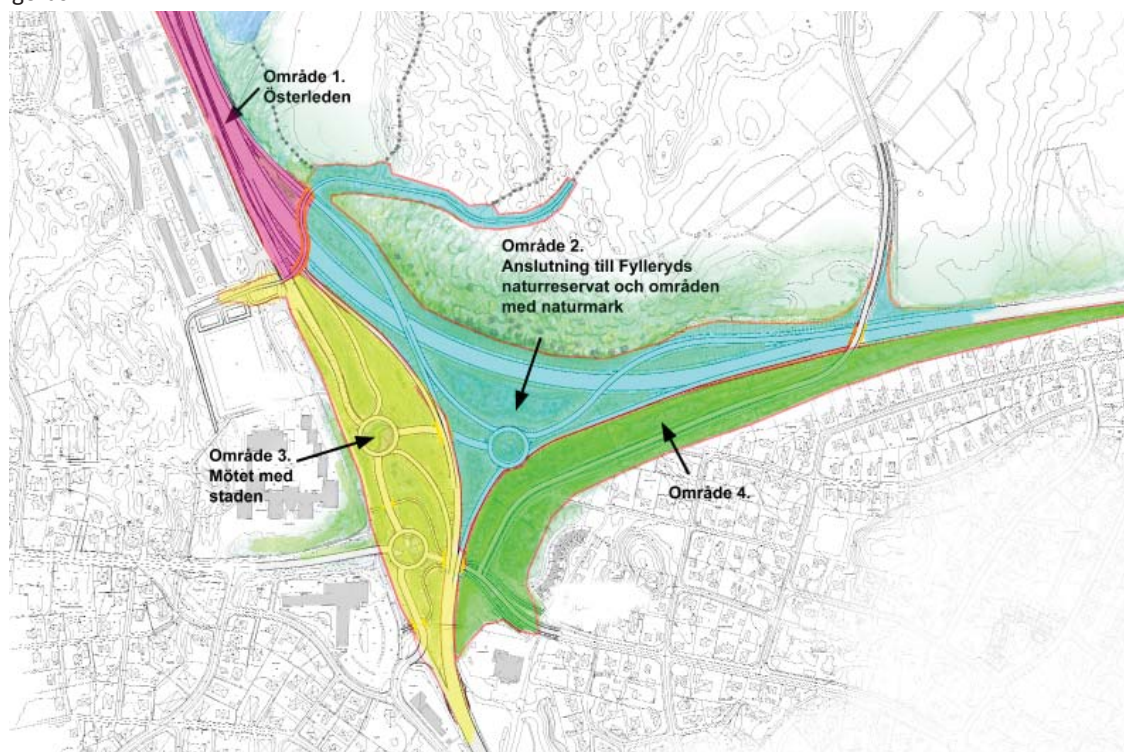 Område 1.
Österleden
Område 2.
Anslutning till Fylleryds
naturreservat och områden
med naturmark
Område 3.
Mötet med
staden
Område 4.